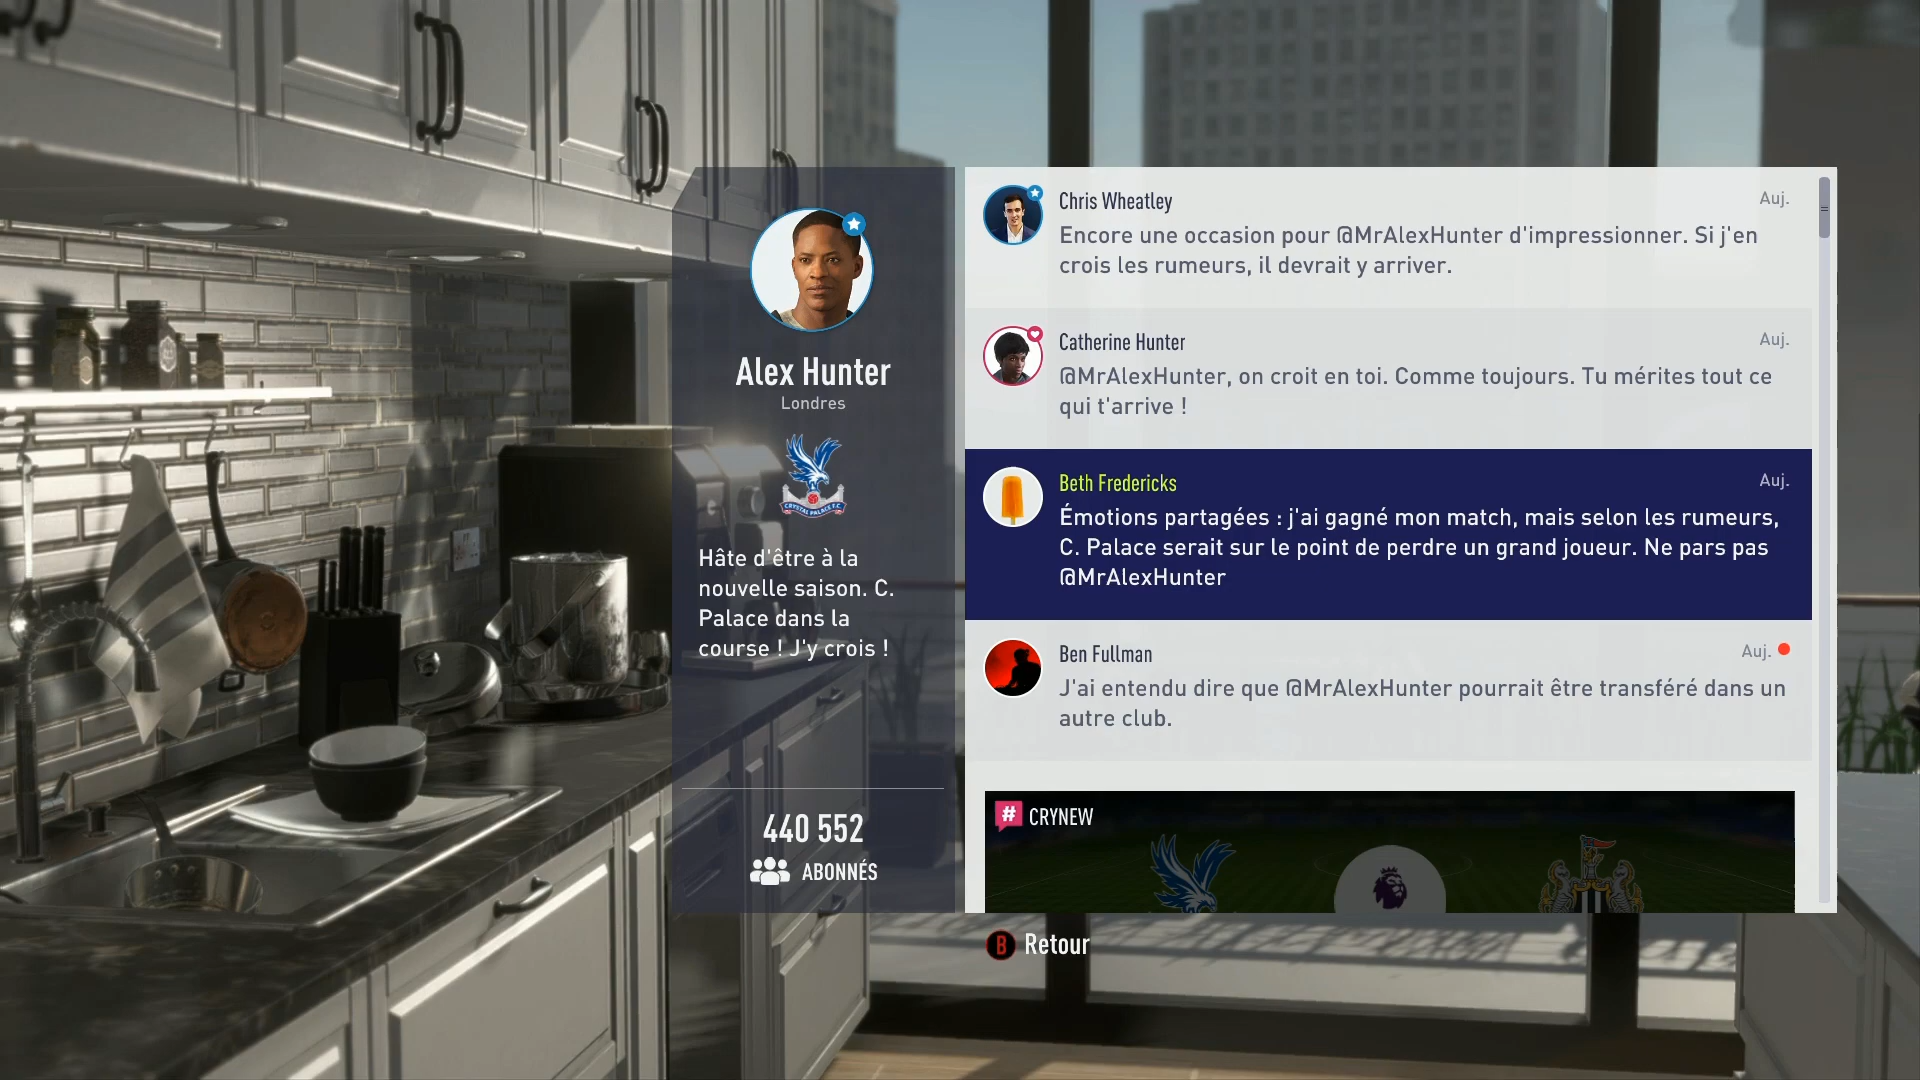 Alex Hunter
Londres
CRYSTAL PALACE F.C.
Hâte d'être à la
nouvelle saison. C.
Palace dans la
course ! J'y crois !
440 552
ABONNÉS
Chris Wheatley
Auj.
Encore une occasion pour @MrAlexHunter d'impressionner. Si j'en
crois les rumeurs, il devrait y arriver.
Catherine Hunter
Auj.
@MrAlexHunter, on croit en toi. Comme toujours. Tu mérites tout ce
qui t'arrive !
Beth Fredericks
Auj.
Émotions partagées : j'ai gagné mon match, mais selon les rumeurs,
C. Palace serait sur le point de perdre un grand joueur. Ne pars pas
@MrAlexHunter
Ben Fullman
Auj.
J'ai entendu dire que @MrAlexHunter pourrait être transféré dans un
autre club.
# CRYNEW
B Retour